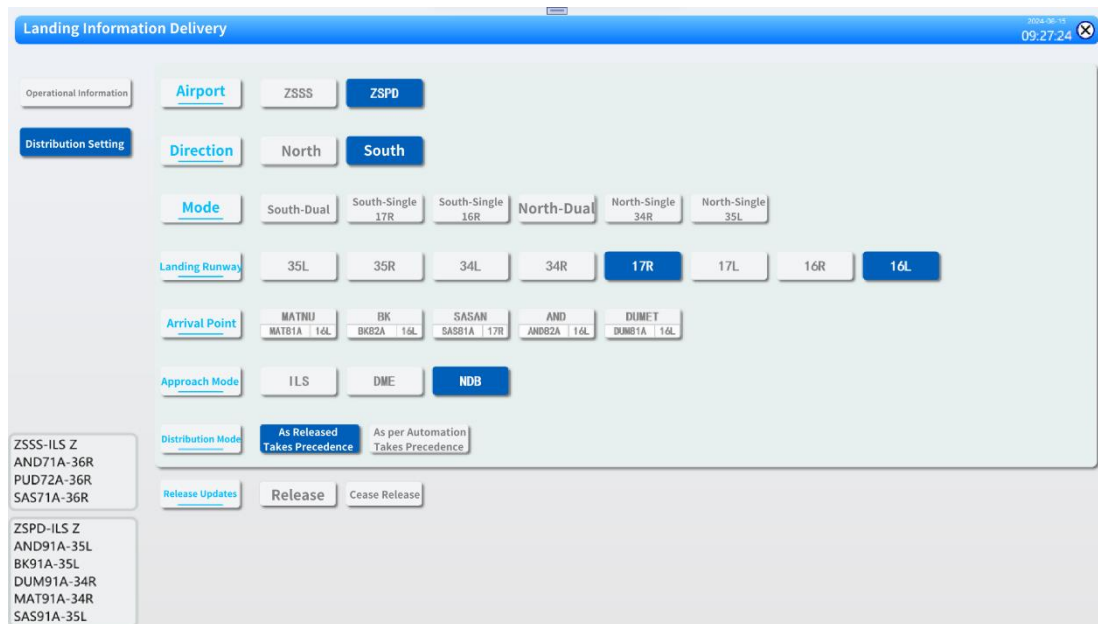 Landing Information Delivery
2024-06-15
09:27:24
Operational Information
Distribution Setting
Airport ZSSS ZSPD
Direction North South
Mode South-Dual South-Single 17R South-Single 16R North-Dual North-Single 34R North-Single 35L
Landing Runway 35L 35R 34L 34R 17R 17L 16R 16L
Arrival Point MATNU BK SASAN AND DUMET
MAT81A 16L BK82A 16L SAS81A 17R AND82A 16L DUM81A 16L
Approach Mode ILS DME NDB
Distribution Mode As Released Takes Precedence As per Automation Takes Precedence
Release Updates Release Cease Release
ZSSS-ILS Z
AND71A-36R
PUD72A-36R
SAS71A-36R
ZSPD-ILS Z
AND91A-35L
BK91A-35L
DUM91A-34R
MAT91A-34R
SAS91A-35L